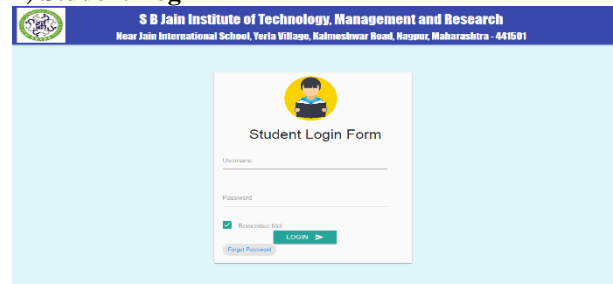 S B Jain Institute of Technology, Management and Research
Near Jain International School, Yerla Village, Kalmeshwar Road, Nagpur, Maharashtra - 441501
Student Login Form
Username:
Password
Remember Me!
LOGIN
Forgot Password